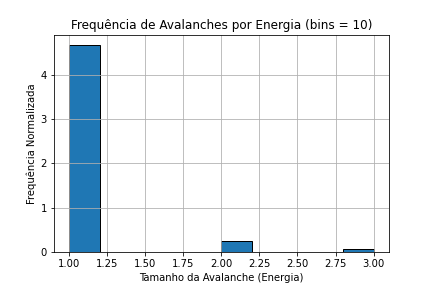 Frequência de Avalanches por Energia (bins = 10)
Frequência Normalizada
4
3
2
1
0
1.00 1.25 1.50 1.75 2.00 2.25 2.50 2.75 3.00
Tamanho da Avalanche (Energia)